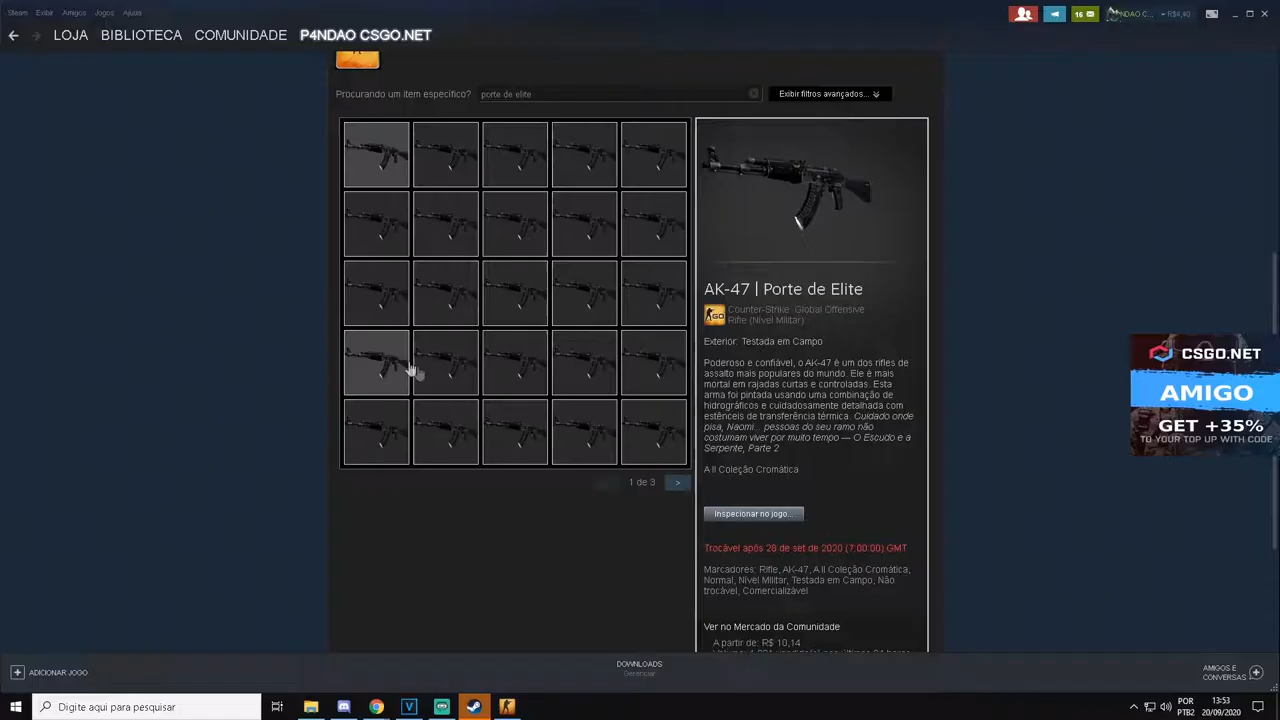 Steam Exibir Amigos Jogos Ajuda
16
P4NDAO C...
R$4,40
LOJA BIBLIOTECA COMUNIDADE P4NDAO CSGO.NET
Procurando um item específico?
porte de elite
Exibir filtros avançados...
AK-47 | Porte de Elite
Counter-Strike: Global Offensive
Rifle (Nível Militar)
Exterior: Testada em Campo
Poderoso e confiável, o AK-47 é um dos rifles de
assalto mais populares do mundo. Ele é mais
mortal em rajadas curtas e controladas. Esta
arma foi pintada usando uma combinação de
hidrográficos e cuidadosamente detalhada com
estênceis de transferência térmica. Cuidado onde
pisa, Naomi... pessoas do seu ramo não
costumam viver por muito tempo — O Escudo e a
Serpente, Parte 2
A II Coleção Cromática
1 de 3 >
Inspecionar no jogo...
Trocável após 28 de set de 2020 (7:00:00) GMT
Marcadores: Rifle, AK-47, A II Coleção Cromática,
Normal, Nível Militar, Testada em Campo, Não
trocável, Comercializável
Ver no Mercado da Comunidade
A partir de: R$ 10,14
CSGO.NET
AMIGO
GET +35%
TO YOUR TOP UP WITH CODE
ADICIONAR JOGO
DOWNLOADS
Gerenciar
AMIGOS E
CONVERSAS
Digite aqui para pesquisar
POR
PTB2
13:53
20/09/2020